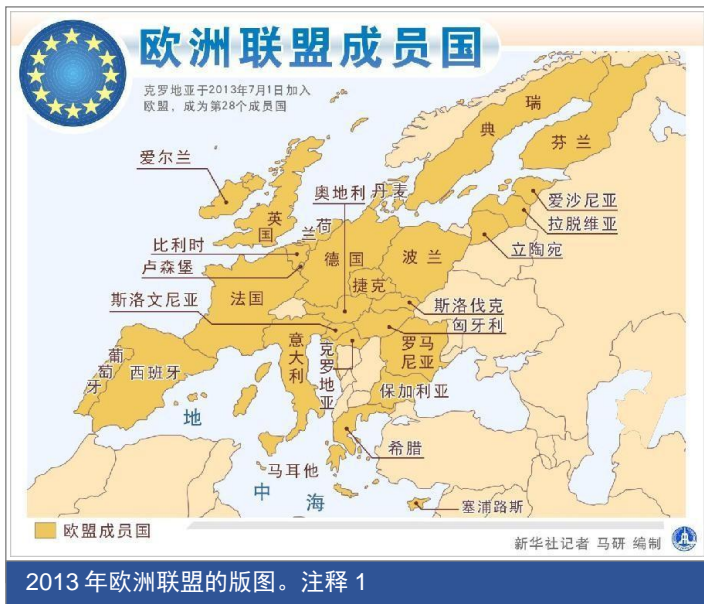 欧洲联盟成员国
克罗地亚于2013年7月1日加入
欧盟，成为第28个成员国
瑞典
芬兰
爱尔兰
奥地利
丹麦
爱沙尼亚
拉脱维亚
英国
荷兰
比利时
立陶宛
德国
波兰
卢森堡
捷克
法国
斯洛文尼亚
斯洛伐克
匈牙利
意大利
克罗地亚
罗马尼亚
葡萄牙
西班牙
保加利亚
地中海
希腊
马耳他
塞浦路斯
欧盟成员国
新华社记者 马研 编制
2013 年欧洲联盟的版图。注释 1